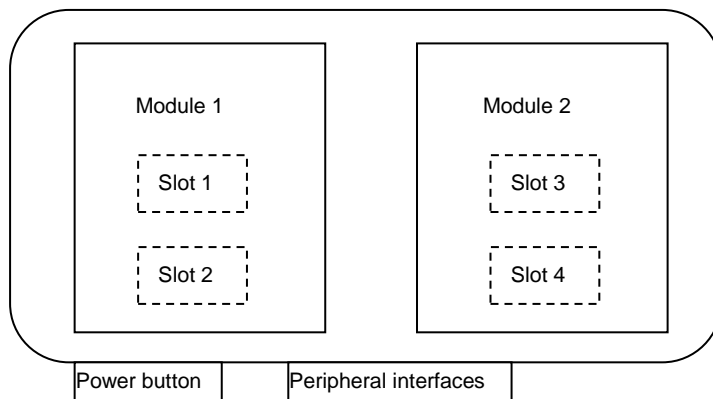 Module 1
Slot 1
Slot 2
Module 2
Slot 3
Slot 4
Power button
Peripheral interfaces